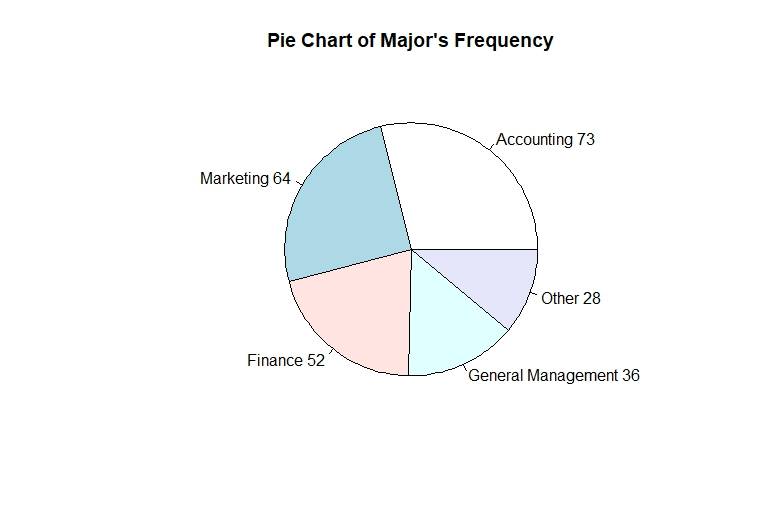 Pie Chart of Major's Frequency
Accounting 73
Marketing 64
Other 28
Finance 52
General Management 36